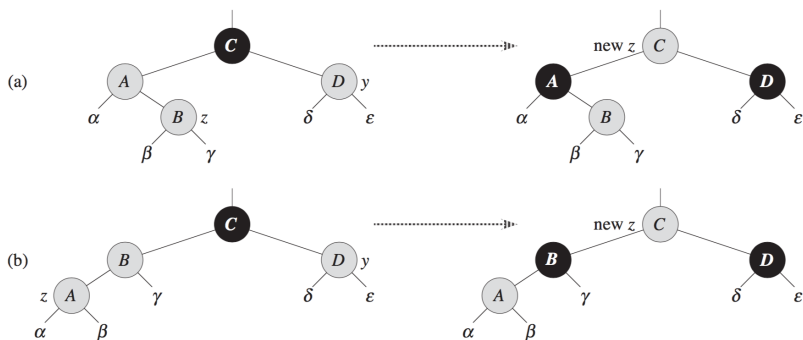 C new z C
(a) A D y A D
α B z δ ε α B δ ε
β γ β γ
C new z C
(b) B D y B D
z A γ δ ε A γ δ ε
α β α β